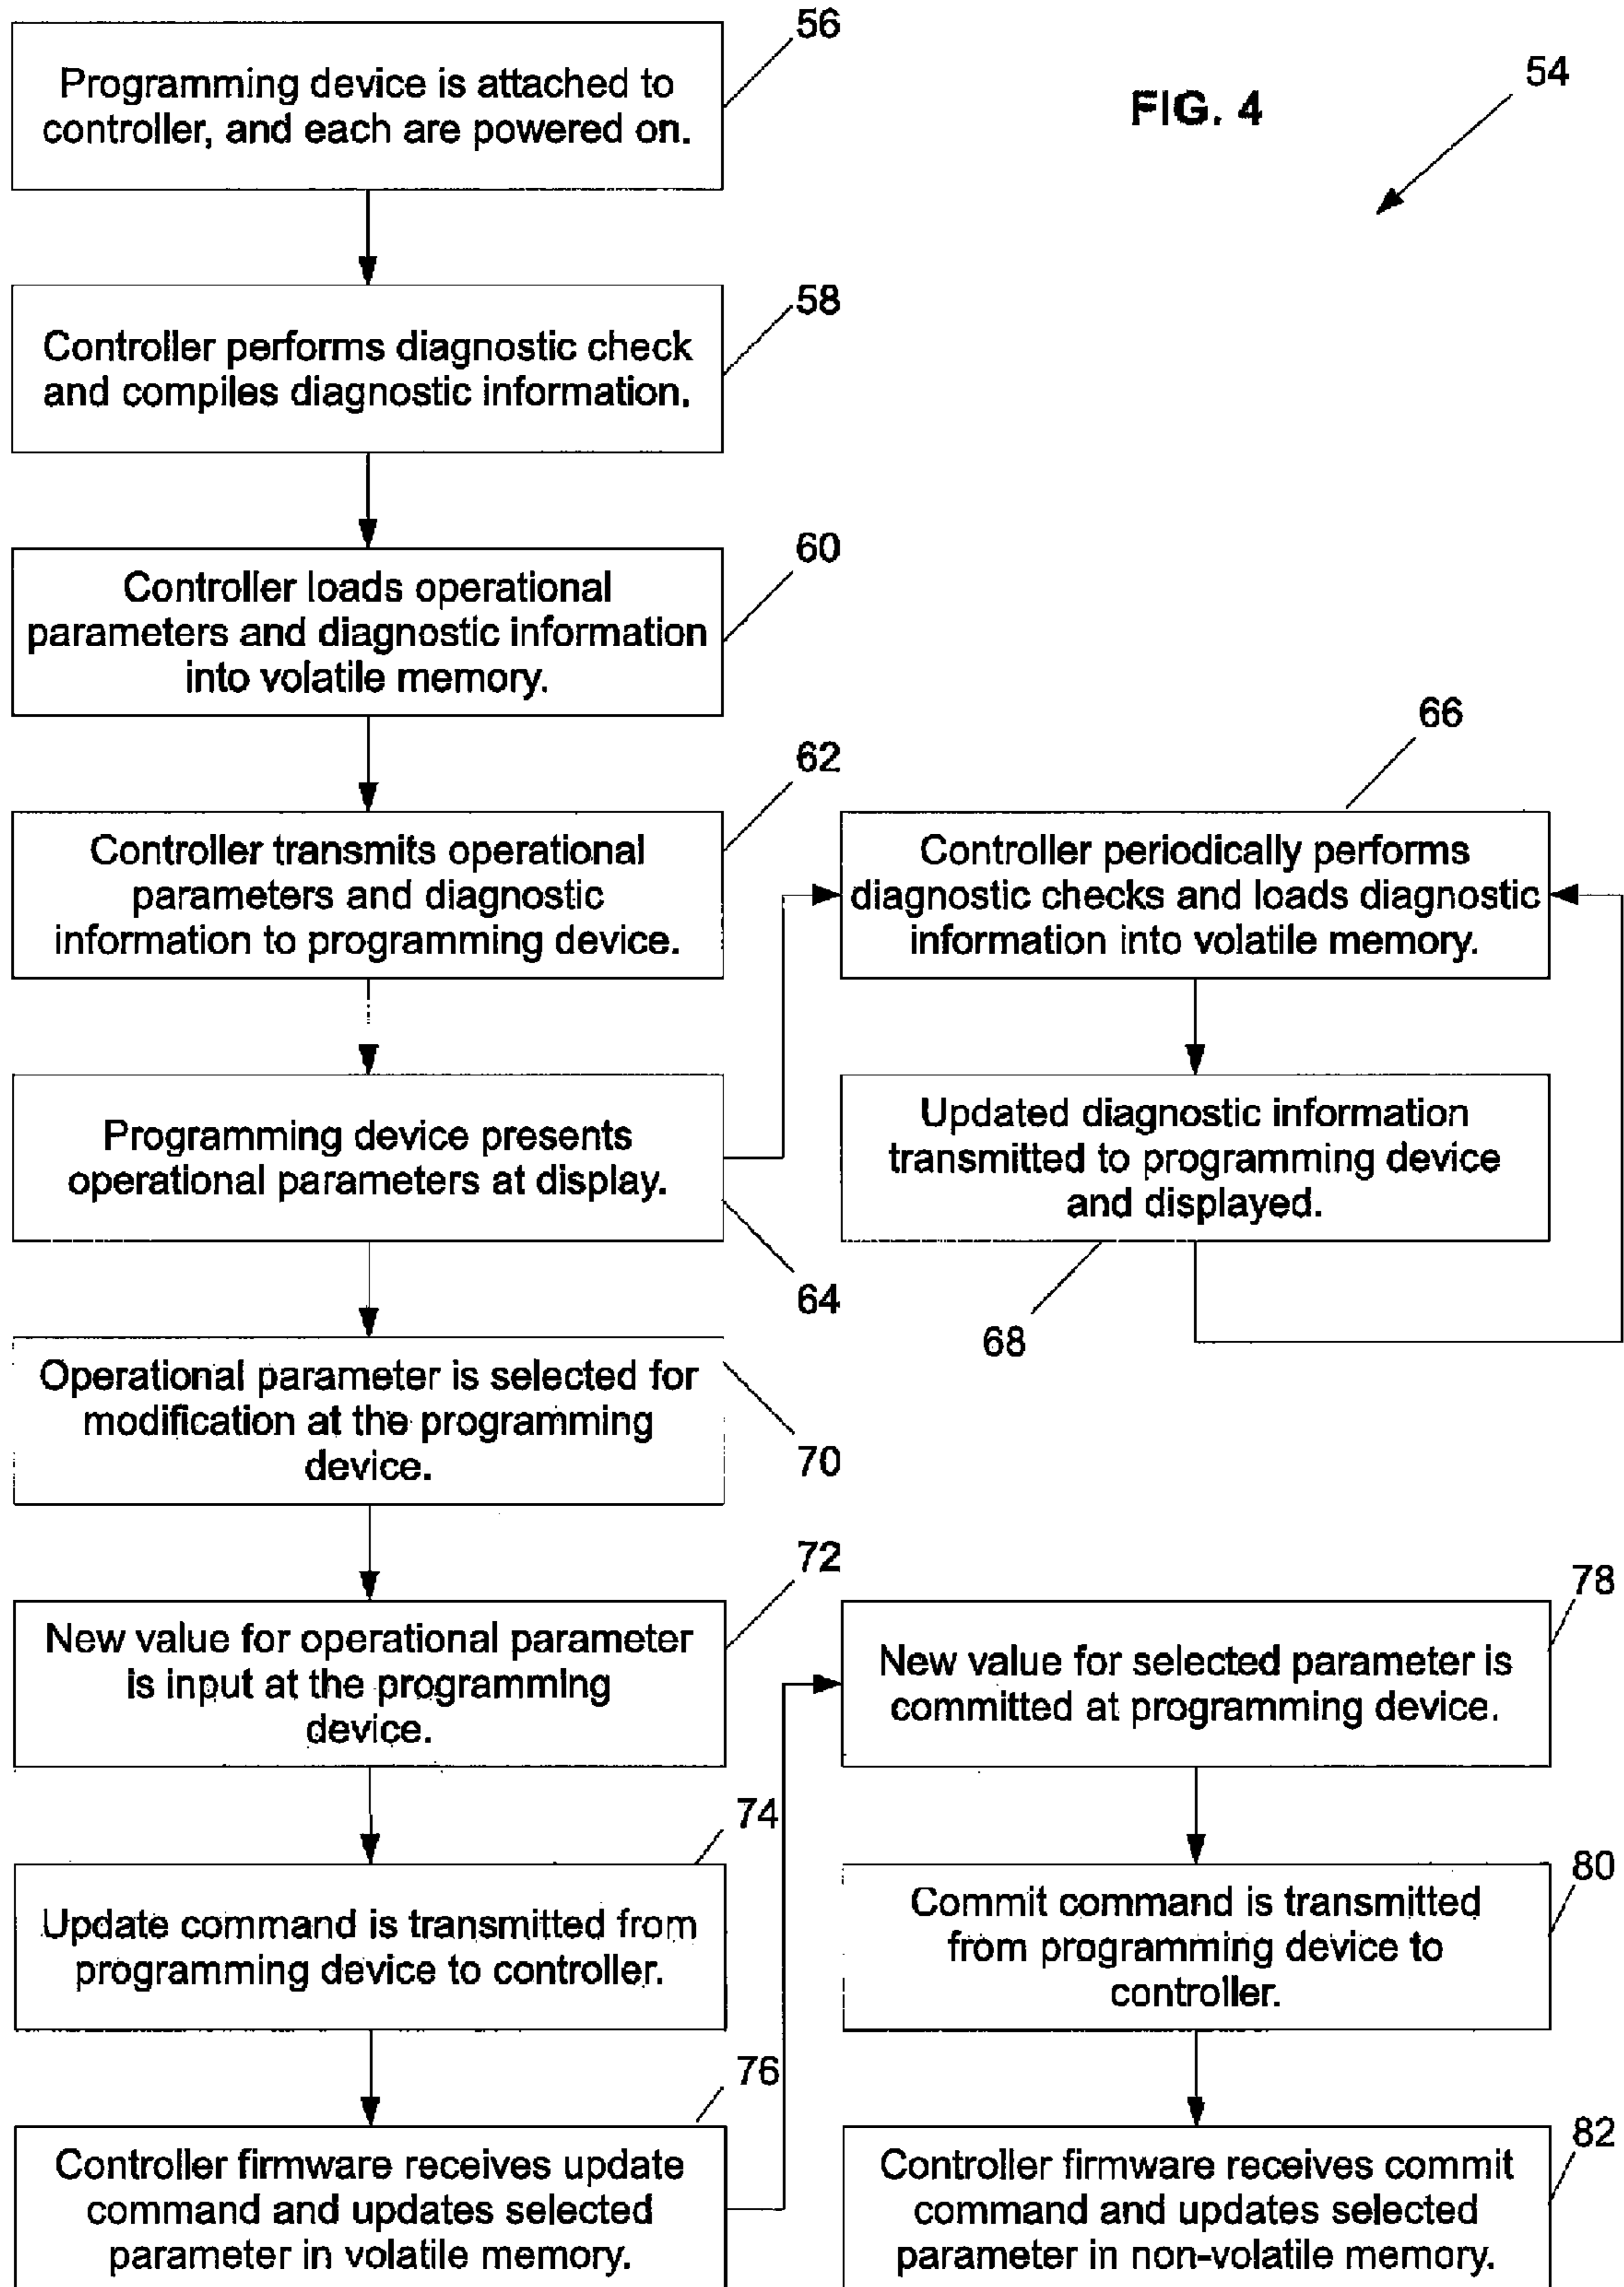 56
Programming device is attached to
controller, and each are powered on.
FIG. 4
54
58
Controller performs diagnostic check
and compiles diagnostic information.
60
Controller loads operational
parameters and diagnostic information
into volatile memory.
62
Controller transmits operational
parameters and diagnostic
information to programming device.
66
Controller periodically performs
diagnostic checks and loads diagnostic
information into volatile memory.
Programming device presents
operational parameters at display.
64
Updated diagnostic information
transmitted to programming device
and displayed.
68
Operational parameter is selected for
modification at the programming
device.
70
72
New value for operational parameter
is input at the programming
device.
74
Update command is transmitted from
programming device to controller.
76
Controller firmware receives update
command and updates selected
parameter in volatile memory.
78
New value for selected parameter is
committed at programming device.
80
Commit command is transmitted
from programming device to
controller.
82
Controller firmware receives commit
command and updates selected
parameter in non-volatile memory.